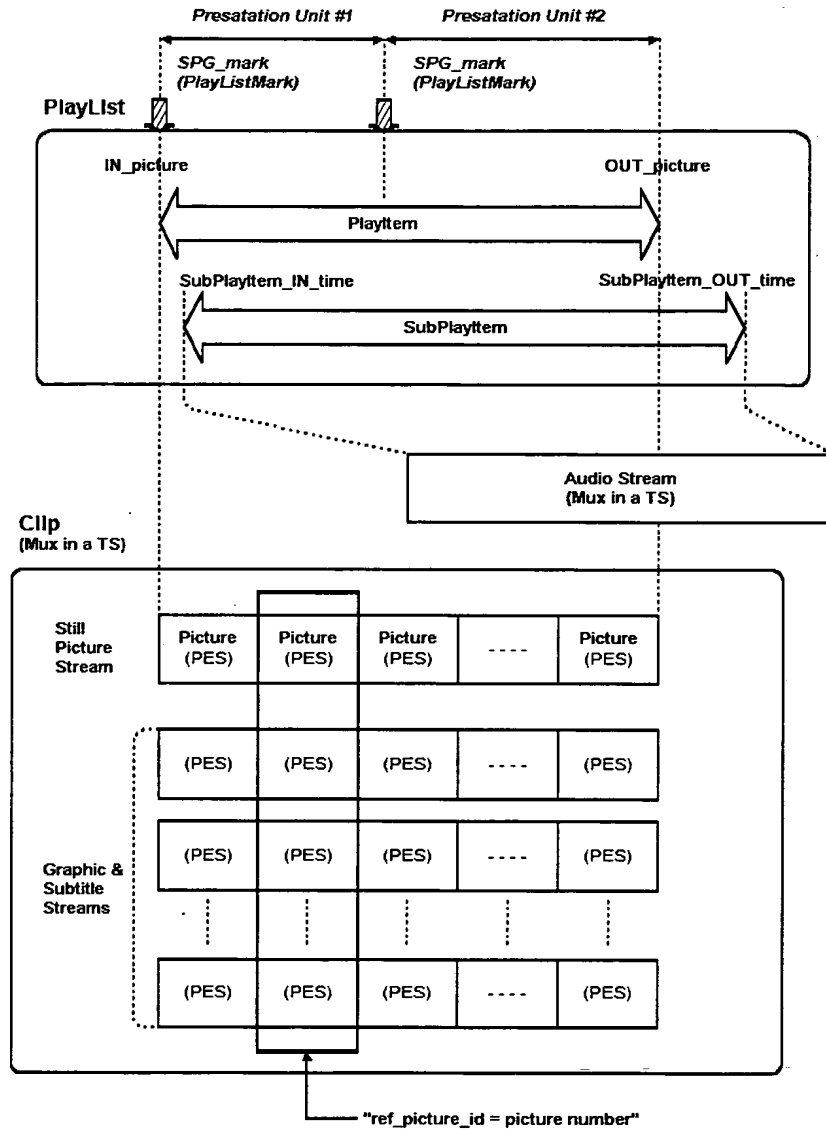 Presatation Unit #1 Presatation Unit #2
SPG_mark SPG_mark
(PlayListMark) (PlayListMark)
PlayList
IN_picture OUT_picture
PlayItem
SubPlayItem_IN_time SubPlayItem_OUT_time
SubPlayItem
Audio Stream
(Mux in a TS)
Clip
(Mux in a TS)
Still
Picture
Stream
Picture Picture Picture ---- Picture
(PES) (PES) (PES) (PES)
(PES) (PES) (PES) ---- (PES)
(PES) (PES) (PES) ---- (PES)
Graphic &
Subtitle
Streams
(PES) (PES) (PES) ---- (PES)
"ref_picture_id = picture number"